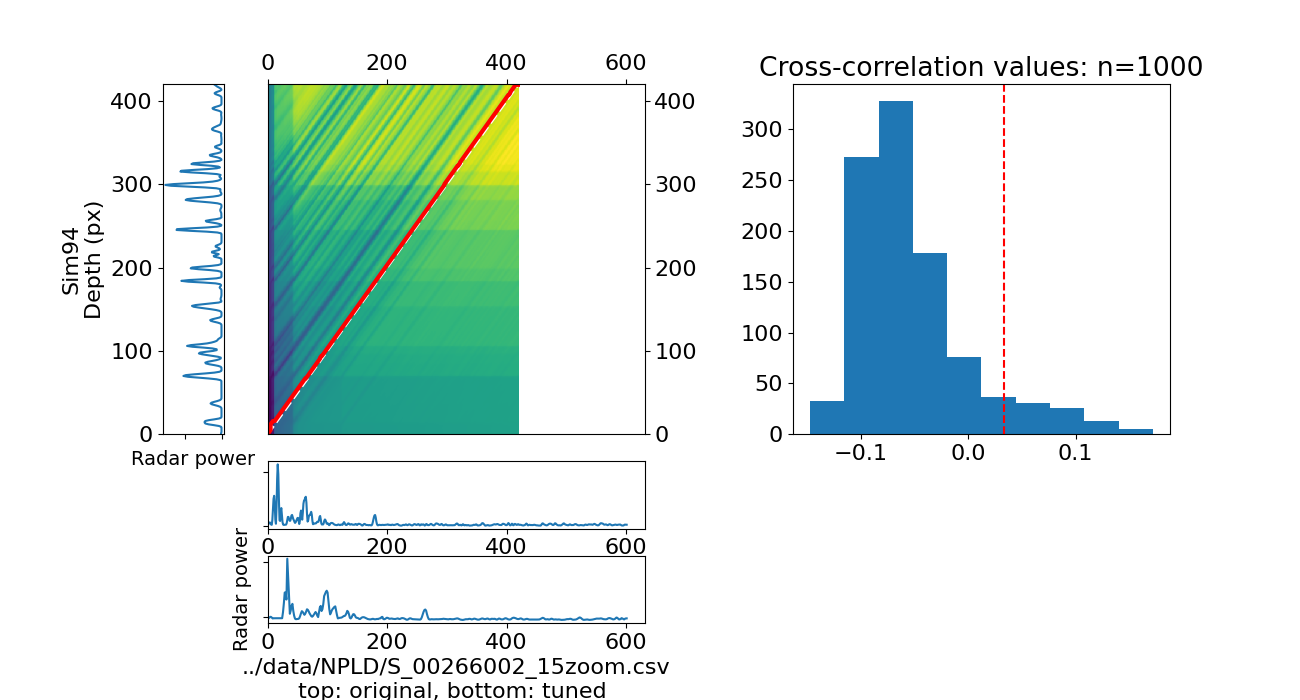 0 200 400 600
Cross-correlation values: n=1000
400 300 200 100 0
Sim94
Depth (px)
Radar power
400 300 200 100 0
300 250 200 150 100 50 0
−0.1 0.0 0.1
0 200 400 600
Radar power
0 200 400 600
../data/NPLD/S_00266002_15zoom.csv
top: original, bottom: tuned